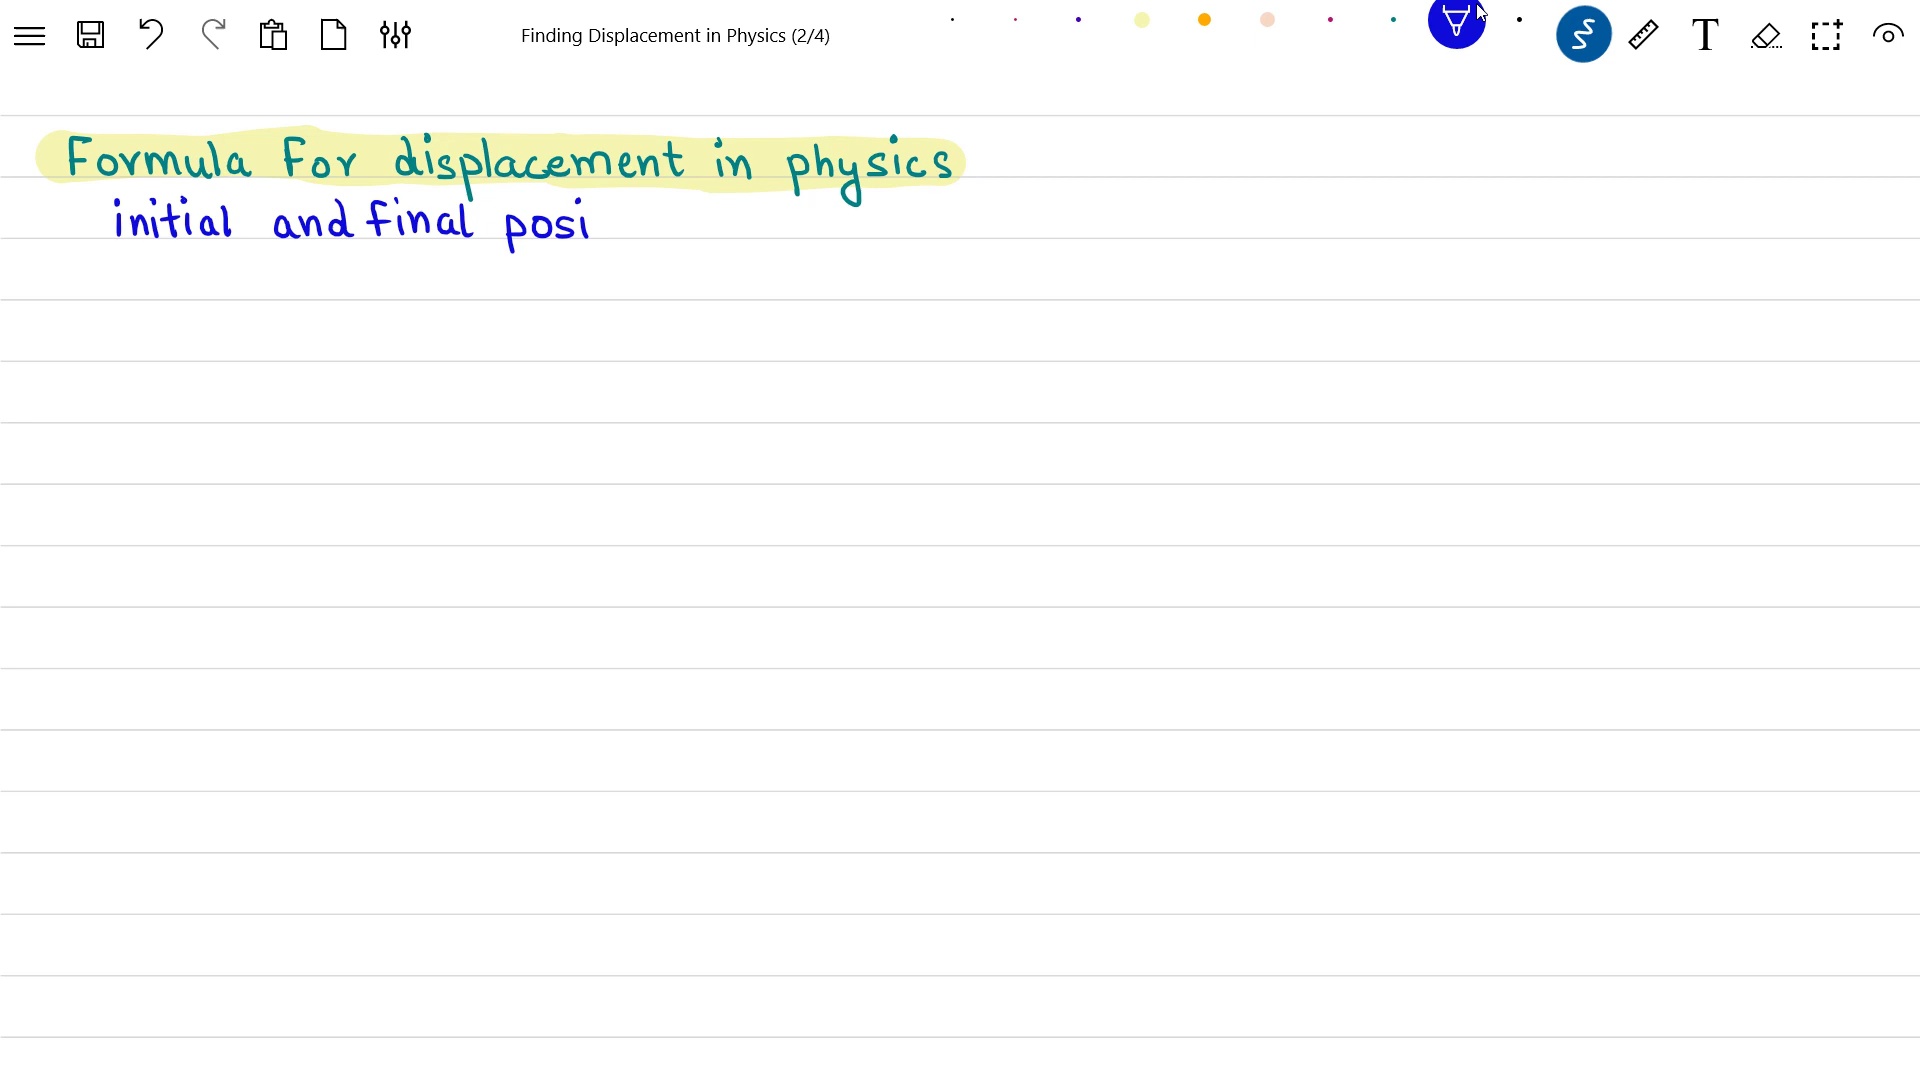 Finding Displacement in Physics (2/4)
T
Formula For displacement in physics
initial and final posi